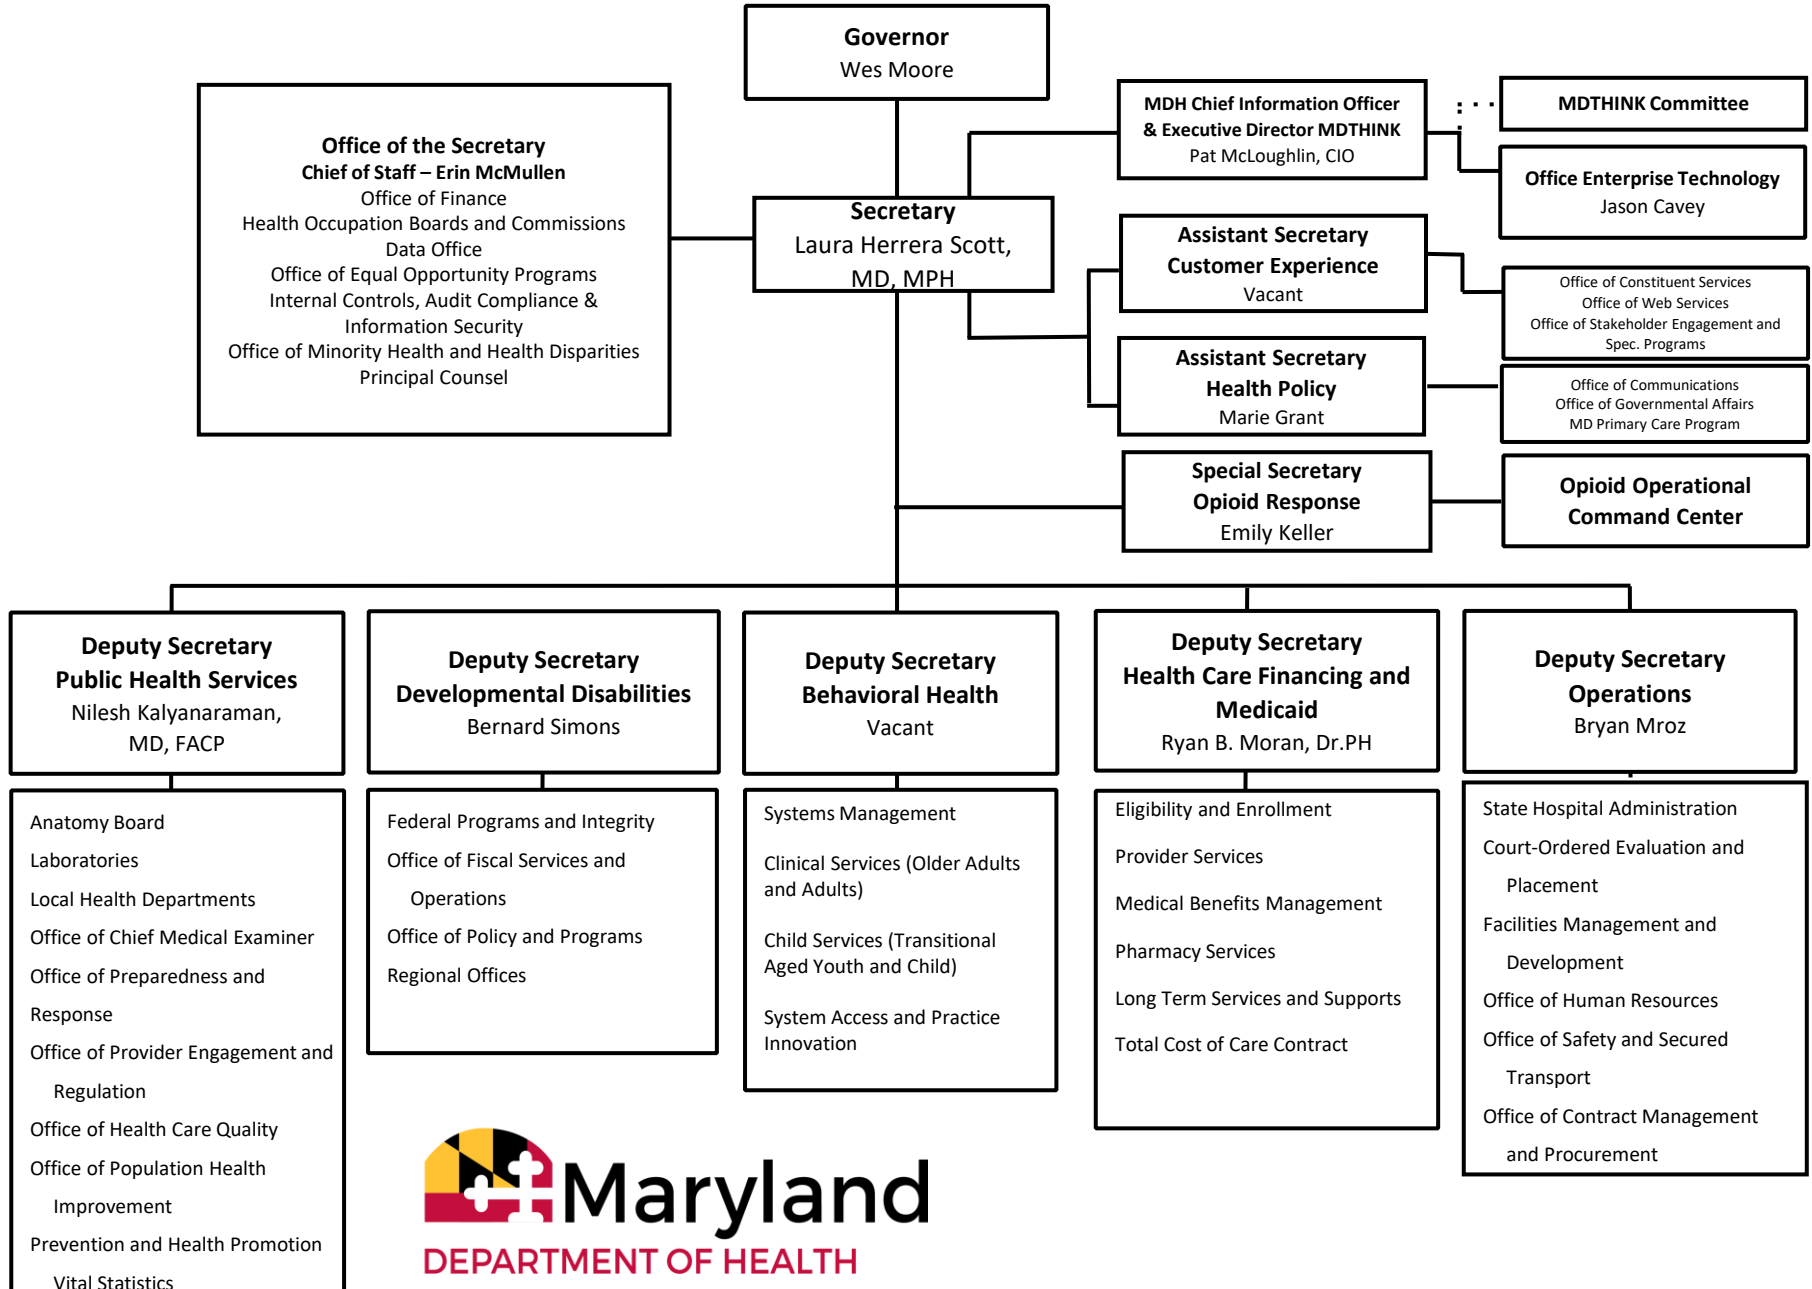 Governor
Wes Moore
Office of the Secretary
Chief of Staff – Erin McMullen
Office of Finance
Health Occupation Boards and Commissions
Data Office
Office of Equal Opportunity Programs
Internal Controls, Audit Compliance &
Information Security
Office of Minority Health and Health Disparities
Principal Counsel
Secretary
Laura Herrera Scott,
MD, MPH
MDH Chief Information Officer
& Executive Director MDTHINK
Pat McLoughlin, CIO
MDTHINK Committee
Office Enterprise Technology
Jason Cavey
Assistant Secretary
Customer Experience
Vacant
Office of Constituent Services
Office of Web Services
Office of Stakeholder Engagement and
Spec. Programs
Assistant Secretary
Health Policy
Marie Grant
Office of Communications
Office of Governmental Affairs
MD Primary Care Program
Special Secretary
Opioid Response
Emily Keller
Opioid Operational
Command Center
Deputy Secretary
Public Health Services
Nilesh Kalyanaraman,
MD, FACP
Anatomy Board
Laboratories
Local Health Departments
Office of Chief Medical Examiner
Office of Preparedness and
Response
Office of Provider Engagement and
Regulation
Office of Health Care Quality
Office of Population Health
Improvement
Prevention and Health Promotion
Vital Statistics
Deputy Secretary
Developmental Disabilities
Bernard Simons
Federal Programs and Integrity
Office of Fiscal Services and
Operations
Office of Policy and Programs
Regional Offices
Deputy Secretary
Behavioral Health
Vacant
Systems Management
Clinical Services (Older Adults
and Adults)
Child Services (Transitional
Aged Youth and Child)
System Access and Practice
Innovation
Deputy Secretary
Health Care Financing and
Medicaid
Ryan B. Moran, Dr.PH
Eligibility and Enrollment
Provider Services
Medical Benefits Management
Pharmacy Services
Long Term Services and Supports
Total Cost of Care Contract
Deputy Secretary
Operations
Bryan Mroz
State Hospital Administration
Court-Ordered Evaluation and
Placement
Facilities Management and
Development
Office of Human Resources
Office of Safety and Secured
Transport
Office of Contract Management
and Procurement
Maryland
DEPARTMENT OF HEALTH